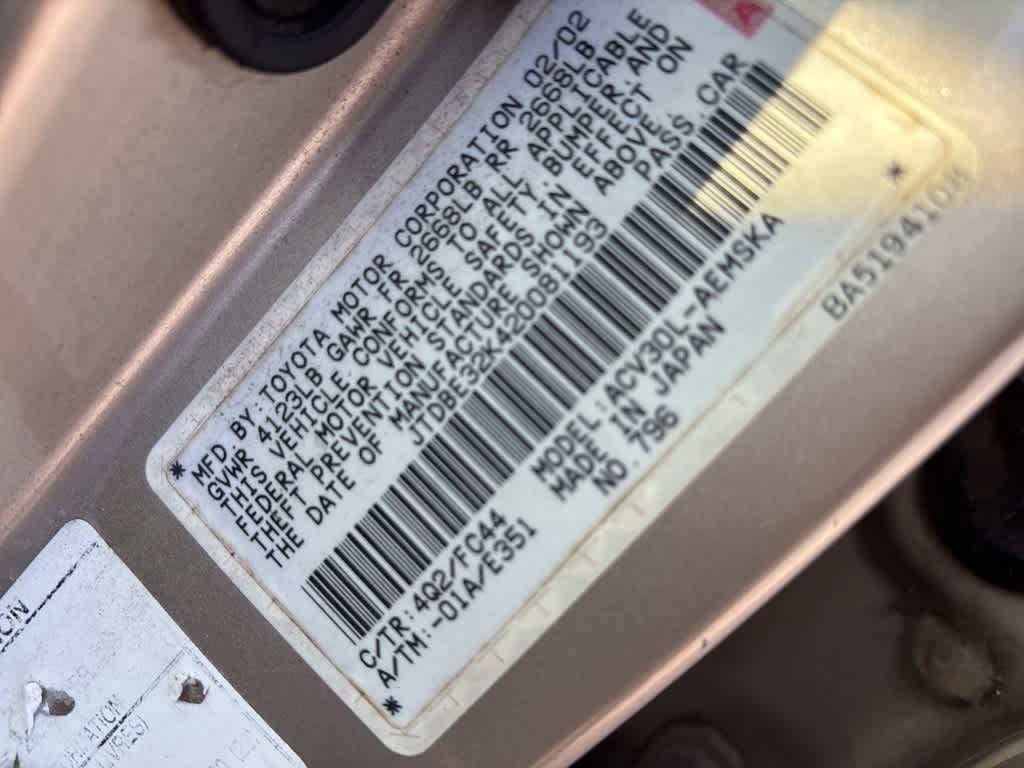 MFD BY:TOYOTA MOTOR CORPORATION 02/02
GVWR 4123LB GAWR FR 2668LB RR 2668LB
THIS VEHICLE CONFORMS TO ALL APPLICABLE
FEDERAL MOTOR VEHICLE SAFETY, BUMPER, AND
THEFT PREVENTION STANDARDS IN EFFECT ON
THE DATE OF MANUFACTURE SHOWN ABOVE.
JTDBE32K420081193 PASS. CAR
C/TR:4Q2/FC44 MODEL:ACV30L-AEMSKA
A/TM:-01A/E351 MADE IN JAPAN
NO. 796
BA5194108
A